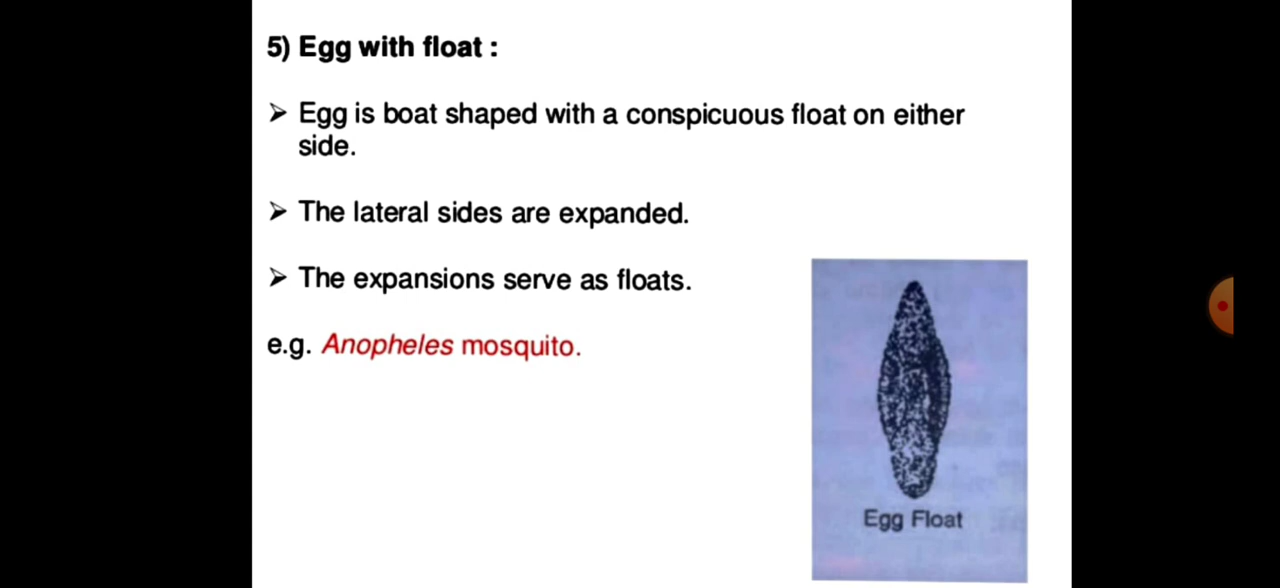 5) Egg with float :
➢ Egg is boat shaped with a conspicuous float on either
side.
➢ The lateral sides are expanded.
➢ The expansions serve as floats.
e.g. Anopheles mosquito.
Egg Float